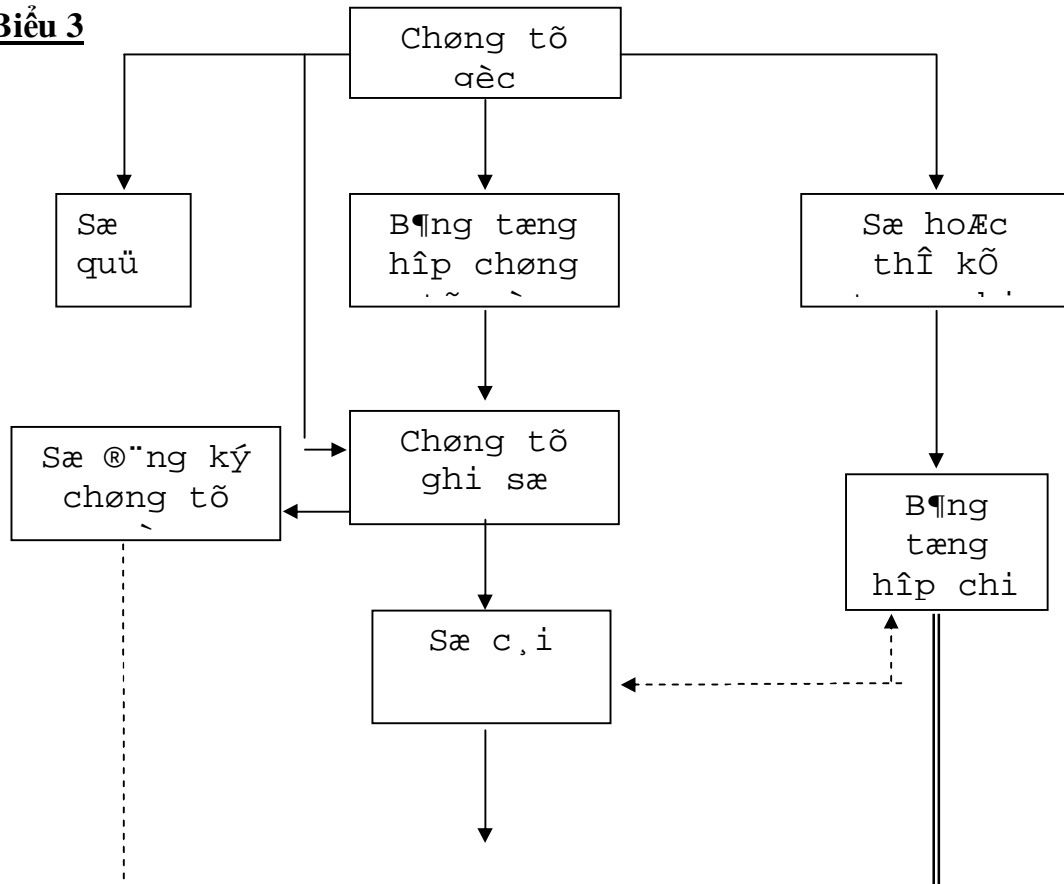 Biểu 3
Chøng tõ
gèc
Sæ
quü
B¶ng tæng
hîp chøng
Sæ hoÆc
thÎ kÕ
Sæ ®¨ng ký
chøng tõ
Chøng tõ
ghi sæ
B¶ng
tæng
hîp chi
Sæ c¸i